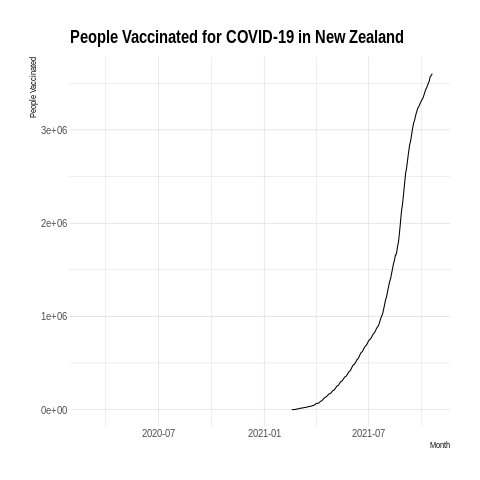 People Vaccinated for COVID-19 in New Zealand
People Vaccinated
3e+06
2e+06
1e+06
0e+00
2020-07 2021-01 2021-07
Month